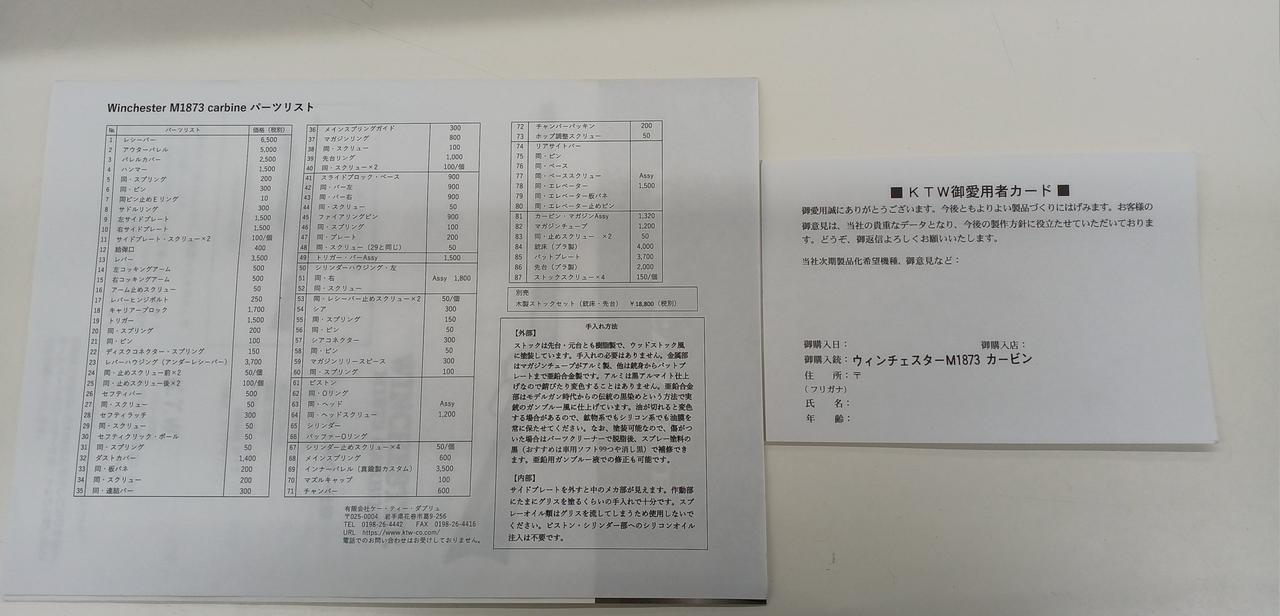 Winchester M1873 carbine パーツリスト
№ パーツリスト 価格（税別）
1 レシーバー 6,500
2 アウターバレル 5,000
3 バレルカバー 2,500
4 ハンマー 1,500
5 同・スプリング 200
6 同・ピン 300
7 同ピン止めEリング 10
8 サドルリング 300
9 左サイドプレート 1,500
10 右サイドプレート 1,500
11 サイドプレート・スクリュー×2 100/個
12 給弾口 400
13 レバー 3,500
14 左コッキングアーム 500
15 右コッキングアーム 500
16 アーム止めスクリュー 50
17 レバーヒンジボルト 250
18 キャリアーブロック 1,700
19 トリガー 1,500
20 同・スプリング 200
21 同・ピン 100
22 ディスクコネクター・スプリング 150
23 レバーハウジング（アンダーレシーバー） 3,700
24 同・止めスクリュー前×2 50/個
25 同・止めスクリュー後×2 100/個
26 セフティバー 500
27 同・スクリュー 50
28 セフティラッチ 300
29 同・スクリュー 50
30 セフティクリック・ボール 50
31 同・スプリング 50
32 ダストカバー 1,400
33 同・板バネ 200
34 同・スクリュー 200
35 同・連結バー 300
36 メインスプリングガイド 300
37 マガジンリング 800
38 同・スクリュー 100
39 先台リング 1,000
40 同・スクリュー×2 100/個
41 スライドブロック・ベース 900
42 同・バー左 900
43 同・バー右 900
44 同・スクリュー 50
45 ファイアリングピン 900
46 同・スプリング 100
47 同・プレート 200
48 同・スクリュー（29と同じ） 50
49 トリガー・バーAssy 1,500
50 シリンダーハウジング・左
51 同・右 Assy 1,800
52 同・スクリュー
53 同・レシーバー止めスクリュー×2 50/個
54 シア 300
55 同・スプリング 150
56 同・ピン 50
57 シアコネクター 300
58 同・ピン 50
59 マガジンリリースピース 300
60 同・スプリング 100
61 ピストン
62 同・Oリング
63 同・ヘッド Assy
64 同・ヘッドスクリュー 1,200
65 シリンダー
66 バッファーOリング
67 シリンダー止めスクリュー×4 50/個
68 メインスプリング 600
69 インナーバレル（真鍮製カスタム） 3,500
70 マズルキャップ 100
71 チャンバー 600
有限会社ケー・ティー・ダブリュ
〒025-0004 岩手県花巻市葛9-256
TEL 0198-26-4442 FAX 0198-26-4416
URL https://www.ktw-co.com/
電話でのお問い合わせはお受けしておりません。
72 チャンバーパッキン 200
73 ホップ調整スクリュー 50
74 リアサイトバー
75 同・ピン
76 同・ベース
77 同・ベーススクリュー Assy
78 同・エレベーター 1,500
79 同・エレベーター板バネ
80 同・エレベーター止めピン
81 カービン・マガジンAssy 1,320
82 マガジンチューブ 1,200
83 同・止めスクリュー ×2 50
84 銃床（プラ製） 4,000
85 バットプレート 3,700
86 先台（プラ製） 2,000
87 ストックスクリュー×4 150/個
別売
木製ストックセット（銃床・先台） ￥18,800（税別）
手入れ方法
【外部】
ストックは先台・元台とも樹脂製で、ウッドストック風
に塗装しています。手入れの必要はありません。金属部
はマガジンチューブがアルミ製、他は銃身からバットプ
レートまで亜鉛合金製です。アルミは黒アルマイト仕上
げなので錆びたり変色することはありません。亜鉛合金
部はモデルガン時代からの伝統の黒染めという方法で実
銃のガンブルー風に仕上げています。油が切れると変色
する場合があるので、鉱物系でもシリコン系でも油膜を
常に保たせてください。なお、塗装可能なので、傷がつ
いた場合はパーツクリーナーで脱脂後、スプレー塗料の
黒（おすすめは車用ソフト99つや消し黒）で補修できま
す。亜鉛用ガンブルー液での修正も可能です。
【内部】
サイドプレートを外すと中のメカ部が見えます。作動部
にたまにグリスを塗るくらいの手入れで十分です。スプ
レーオイル類はグリスを流してしまうため使用しないで
ください。ピストン・シリンダー部へのシリコンオイル
注入は不要です。
■KTW御愛用者カード■
御愛用誠にありがとうございます。今後ともよりよい製品づくりにはげみます。お客様の
御意見は、当社の貴重なデータとなり、今後の製作方針に役立たせていただいておりま
す。どうぞ、御返信よろしくお願いいたします。
当社次期製品化希望機種、御意見など：
御購入日： 御購入店：
御購入銃：ウィンチェスターM1873 カービン
住 所：〒
（フリガナ）
氏 名：
年 齢：